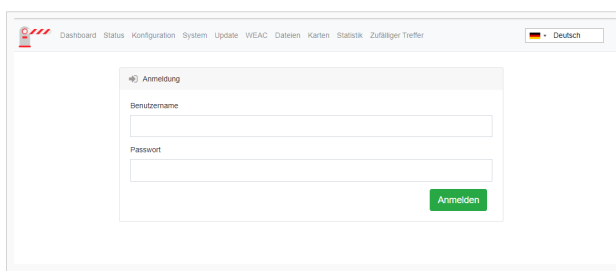 Dashboard Status Konfiguration System Update WEAC Dateien Karten Statistik Zufälliger Treffer Deutsch
Anmeldung
Benutzername
Passwort
Anmelden